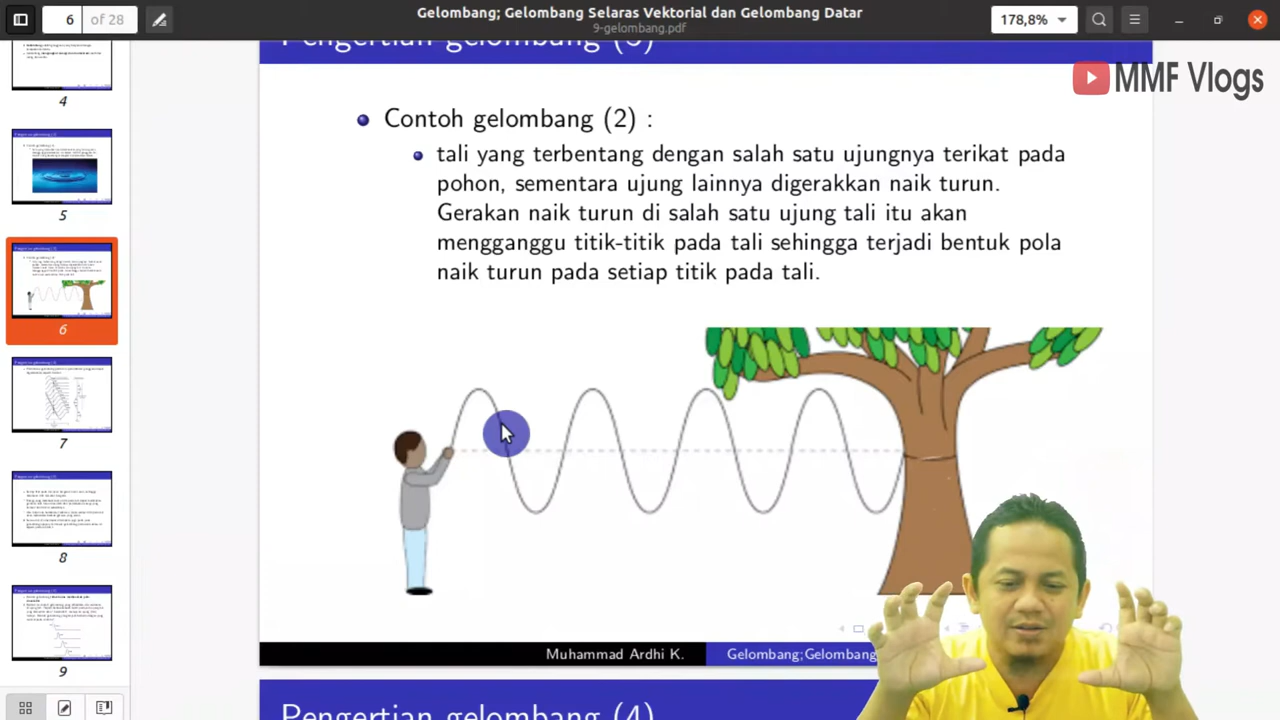 6
of 28
Gelombang; Gelombang Selaras Vektorial dan gelombang Datar
9-gelombang.pdf
178,8%
MMF Vlogs
Pengertian gelombang (3)
Contoh gelombang (2) :
tali yang terbentang dengan salah satu ujungnya terikat pada
pohon, sementara ujung lainnya digerakkan naik turun.
Gerakan naik turun di salah satu ujung tali itu akan
mengganggu titik-titik pada tali sehingga terjadi bentuk pola
naik turun pada setiap titik pada tali.
Muhammad Ardhi K.
Gelombang;Gelombang
Pengertian gelombang (4)
4
5
6
7
8
9